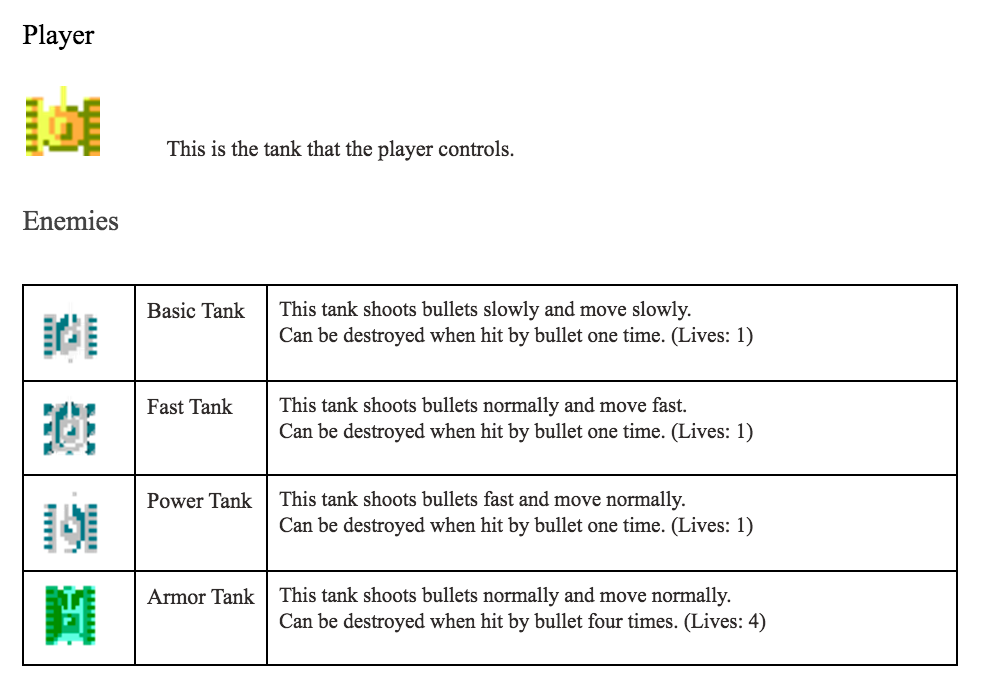 Player
This is the tank that the player controls.
Enemies
Basic Tank
This tank shoots bullets slowly and move slowly.
Can be destroyed when hit by bullet one time. (Lives: 1)
Fast Tank
This tank shoots bullets normally and move fast.
Can be destroyed when hit by bullet one time. (Lives: 1)
Power Tank
This tank shoots bullets fast and move normally.
Can be destroyed when hit by bullet one time. (Lives: 1)
Armor Tank
This tank shoots bullets normally and move normally.
Can be destroyed when hit by bullet four times. (Lives: 4)